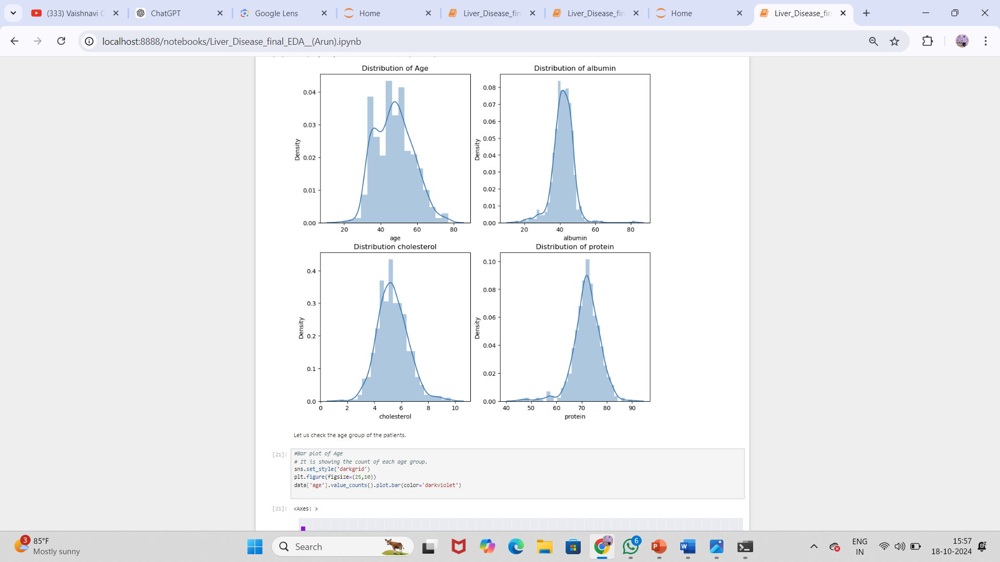 (333) Vaishnavi C
ChatGPT
Google Lens
Home
Liver_Disease_fin
Liver_Disease_fin
Home
Liver_Disease_fin
localhost:8888/notebooks/Liver_Disease_final_EDA__(Arun).ipynb
Distribution of Age
Distribution of albumin
0.04
0.03
0.02
0.01
0.00
Density
20 40 60 80
age
0.08
0.07
0.06
0.05
0.04
0.03
0.02
0.01
0.00
Density
20 40 60 80
albumin
Distribution cholesterol
Distribution of protein
0.4
0.3
0.2
0.1
0.0
Density
0 2 4 6 8 10
cholesterol
0.10
0.08
0.06
0.04
0.02
0.00
Density
40 50 60 70 80 90
protein
Let us check the age group of the patients.
[21]:
#Bar plot of Age
# It is showing the count of each age group.
sns.set_style('darkgrid')
plt.figure(figsize=(25,10))
data['age'].value_counts().plot.bar(color='darkviolet')
[21]: <Axes: >
3
85°F
Mostly sunny
Search
6
ENG
IN
15:57
18-10-2024